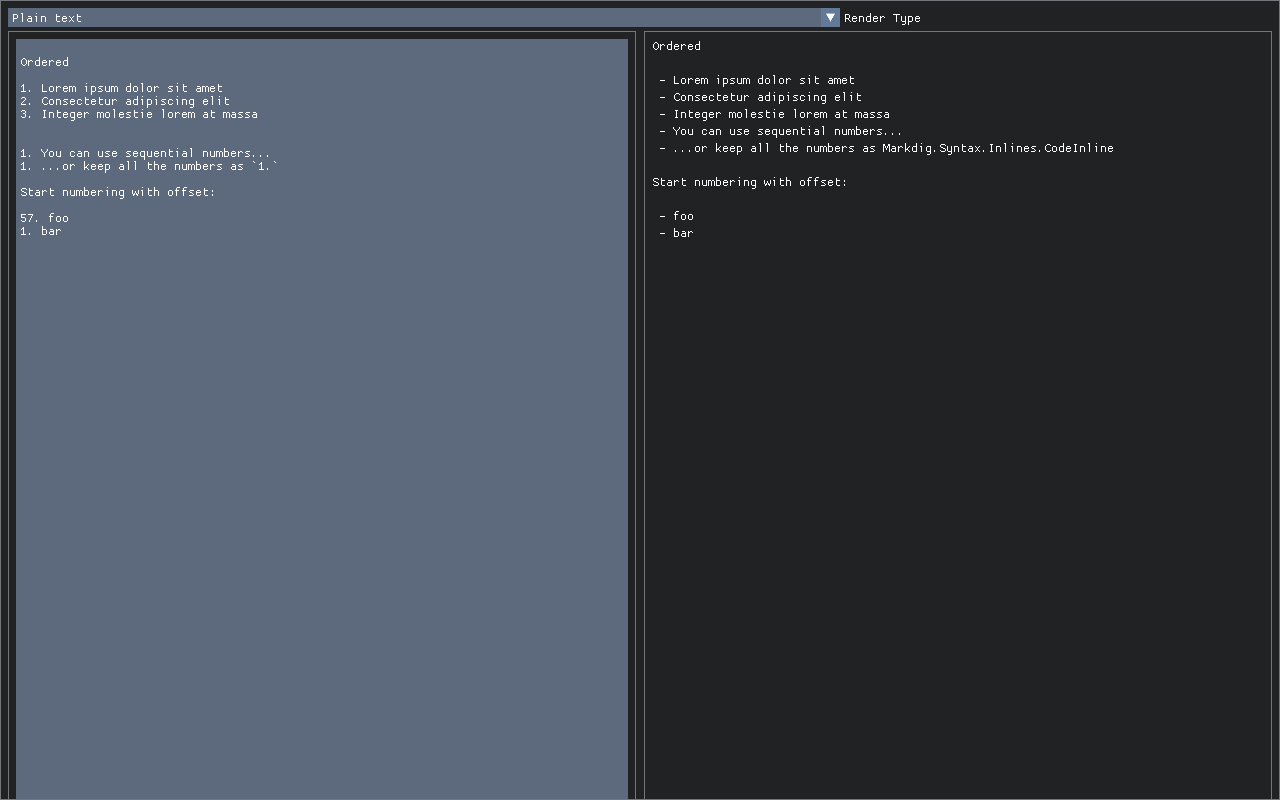 Plain text
Render Type
Ordered
1. Lorem ipsum dolor sit amet
2. Consectetur adipiscing elit
3. Integer molestie lorem at massa
1. You can use sequential numbers...
1. ...or keep all the numbers as `1.`
Start numbering with offset:
57. foo
1. bar
Ordered
- Lorem ipsum dolor sit amet
- Consectetur adipiscing elit
- Integer molestie lorem at massa
- You can use sequential numbers...
- ...or keep all the numbers as Markdig.Syntax.Inlines.CodeInline
Start numbering with offset:
- foo
- bar